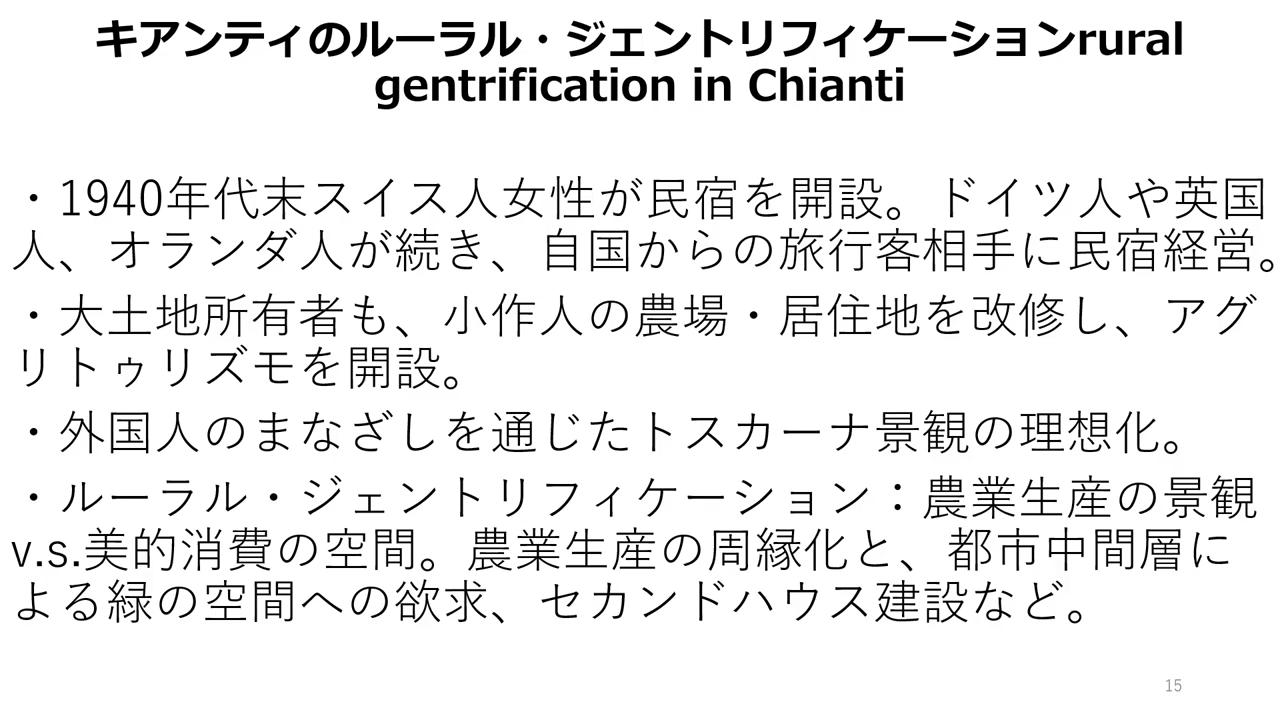 キアンティのルーラル・ジェントリフィケーションrural
gentrification in Chianti
・1940年代末スイス人女性が民宿を開設。ドイツ人や英国
人、オランダ人が続き、自国からの旅行客相手に民宿経営。
・大土地所有者も、小作人の農場・居住地を改修し、アグ
リトゥリズモを開設。
・外国人のまなざしを通じたトスカーナ景観の理想化。
・ルーラル・ジェントリフィケーション：農業生産の景観
v.s.美的消費の空間。農業生産の周縁化と、都市中間層に
よる緑の空間への欲求、セカンドハウス建設など。
15